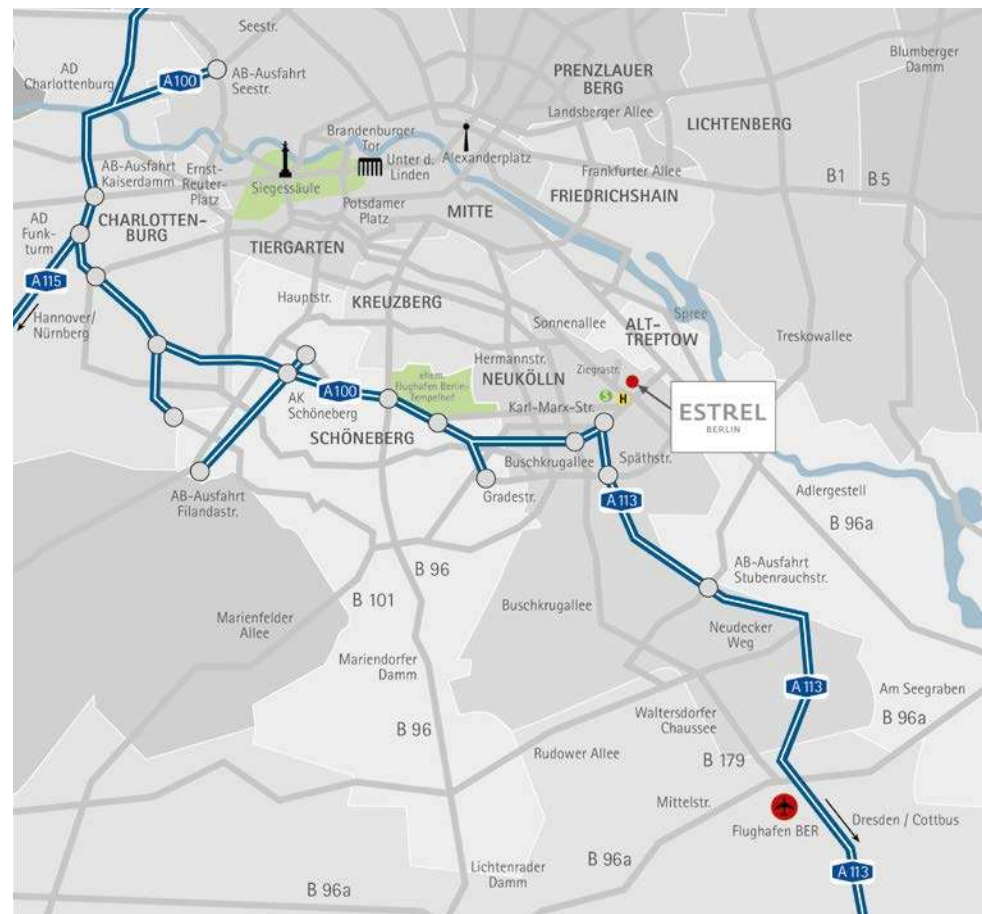 Seestr.
AD
Charlottenburg
A100
AB-Ausfahrt
Seestr.
PRENZLAUER
BERG
Blumberger
Damm
Landsberger Allee
LICHTENBERG
Brandenburger
Tor
Unter d.
Linden
Alexanderplatz
AB-Ausfahrt
Kaiserdamm
Ernst-
Reuter-
Platz
Siegessäule
Frankfurter Allee
B1
B 5
FRIEDRICHSHAIN
Potsdamer
Platz
MITTE
CHARLOTTEN-
BURG
AD
Funk-
turm
TIERGARTEN
A115
Hannover/
Nürnberg
Hauptstr.
KREUZBERG
Sonnenallee
ALT-
TREPTOW
Spree
Treskowallee
Hermannstr.
NEUKÖLLN
Ziegrastr.
ehem.
Flughafen Berlin-
Tempelhof
S
H
ESTREL
BERLIN
A100
AK
Schöneberg
Karl-Marx-Str.
SCHÖNEBERG
Buschkrugallee
Späthstr.
Gradestr.
AB-Ausfahrt
Filandastr.
A113
Adlergestell
B 96a
B 96
AB-Ausfahrt
Stubenrauchstr.
B 101
Buschkrugallee
Marienfelder
Allee
Neudecker
Weg
Mariendorfer
Damm
A113
Am Seegraben
B 96a
B 96
Waltersdorfer
Chaussee
Rudower Allee
B 179
Mittelstr.
Flughafen BER
Dresden / Cottbus
Lichtenrader
Damm
B 96a
A113
B 96a